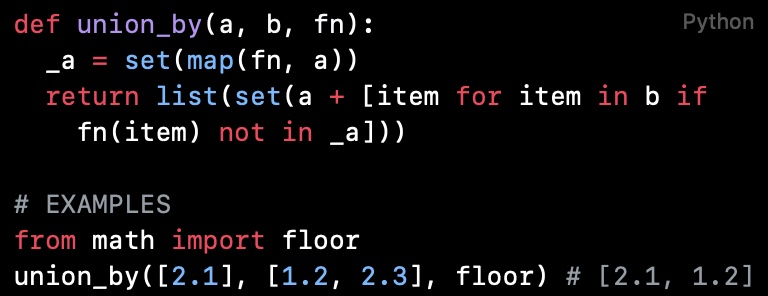 def union_by(a, b, fn):
Python
  _a = set(map(fn, a))
  return list(set(a + [item for item in b if
    fn(item) not in _a]))
# EXAMPLES
from math import floor
union_by([2.1], [1.2, 2.3], floor) # [2.1, 1.2]